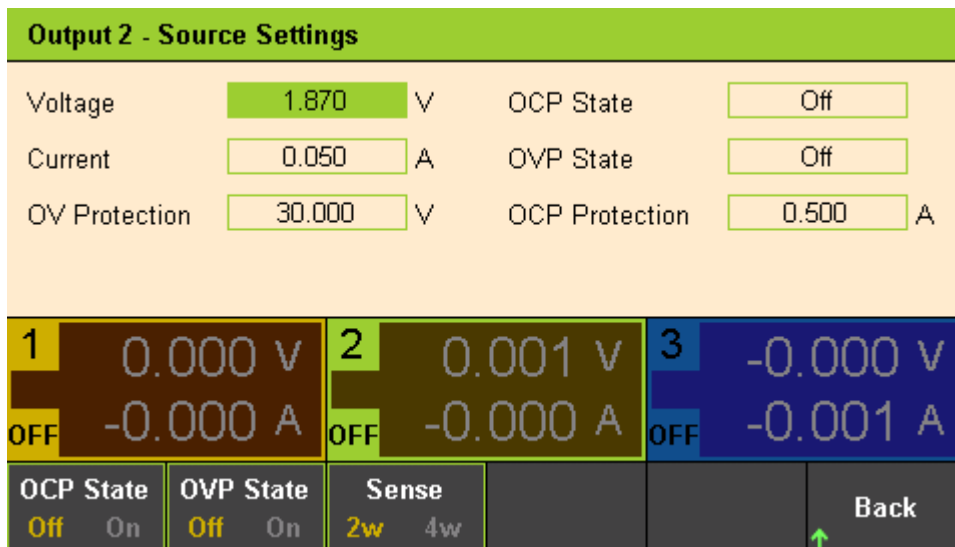 Output 2 - Source Settings
Voltage 1.870 V OCP State Off
Current 0.050 A OVP State Off
OV Protection 30.000 V OCP Protection 0.500 A
1 0.000 V 2 0.001 V 3 -0.000 V
OFF -0.000 A OFF -0.000 A OFF -0.001 A
OCP State OVP State Sense Back
Off On Off On 2w 4w